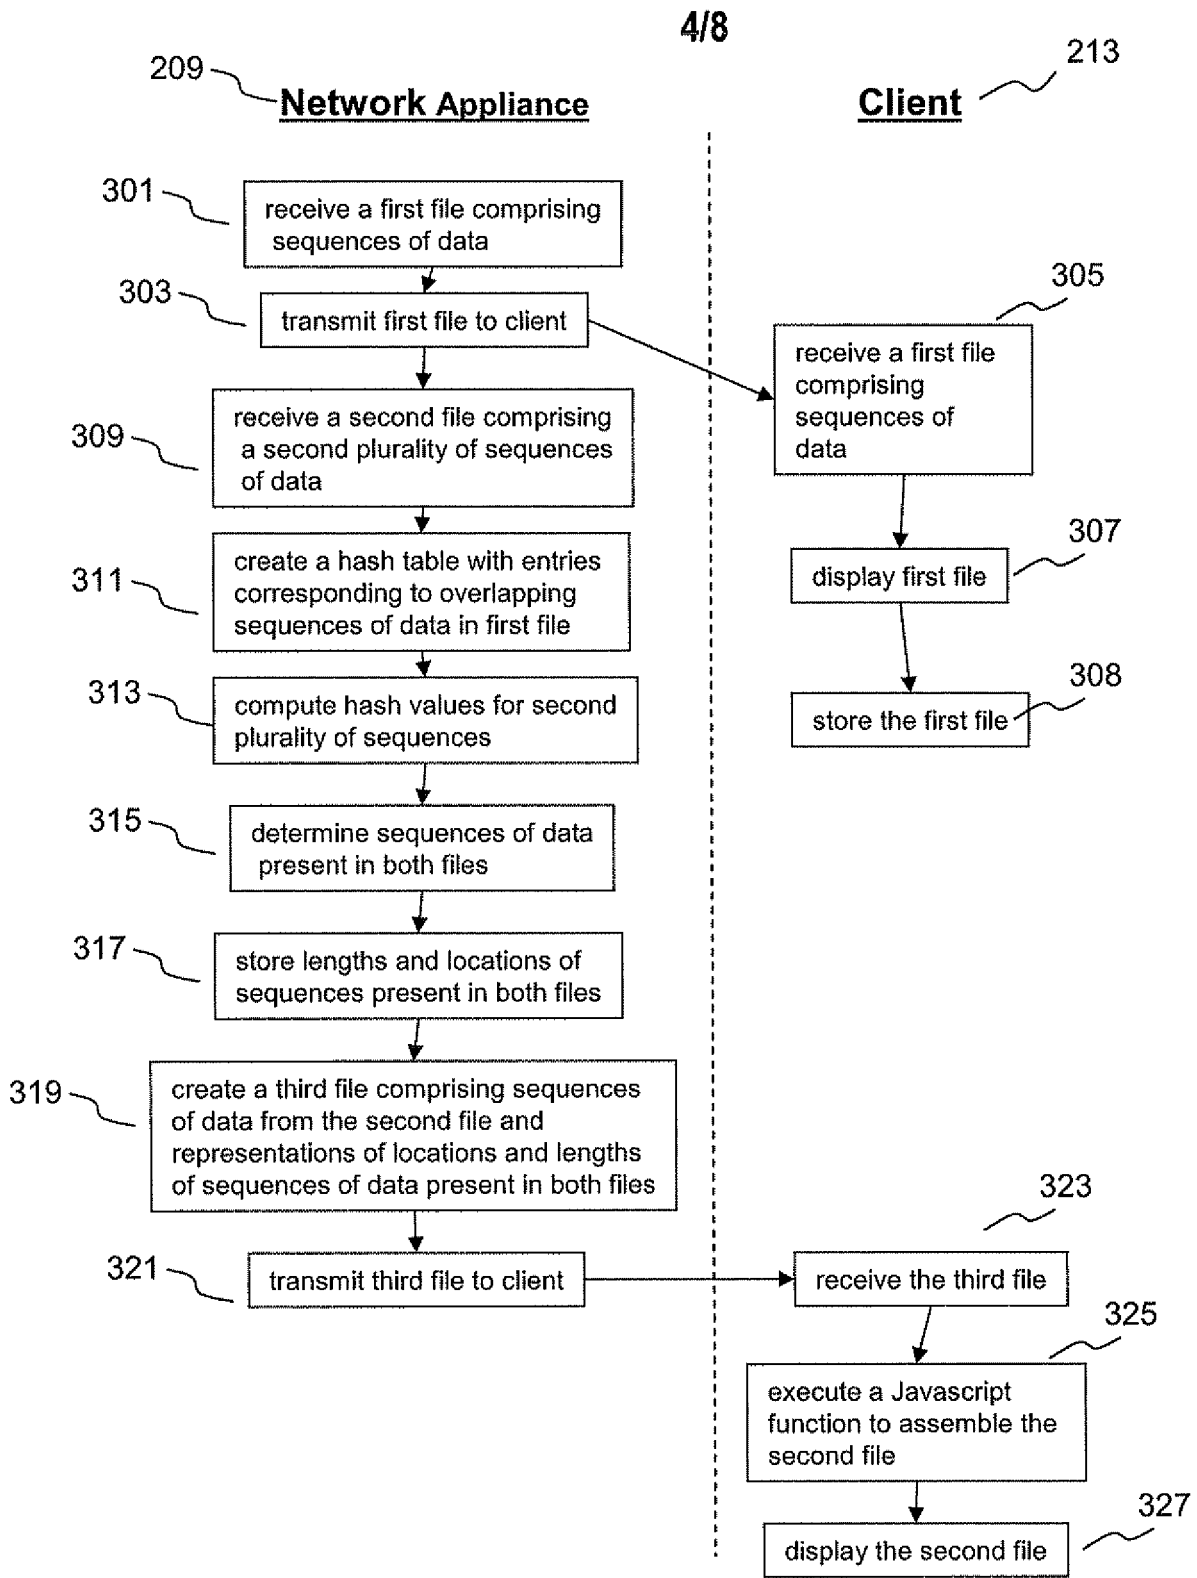 4/8
209
Network Appliance
213
Client
301
receive a first file comprising
sequences of data
303
transmit first file to client
305
receive a first file
comprising
sequences of
data
309
receive a second file comprising
a second plurality of sequences
of data
307
display first file
311
create a hash table with entries
corresponding to overlapping
sequences of data in first file
308
store the first file
313
compute hash values for second
plurality of sequences
315
determine sequences of data
present in both files
317
store lengths and locations of
sequences present in both files
319
create a third file comprising sequences
of data from the second file and
representations of locations and lengths
of sequences of data present in both files
321
transmit third file to client
323
receive the third file
325
execute a Javascript
function to assemble the
second file
327
display the second file